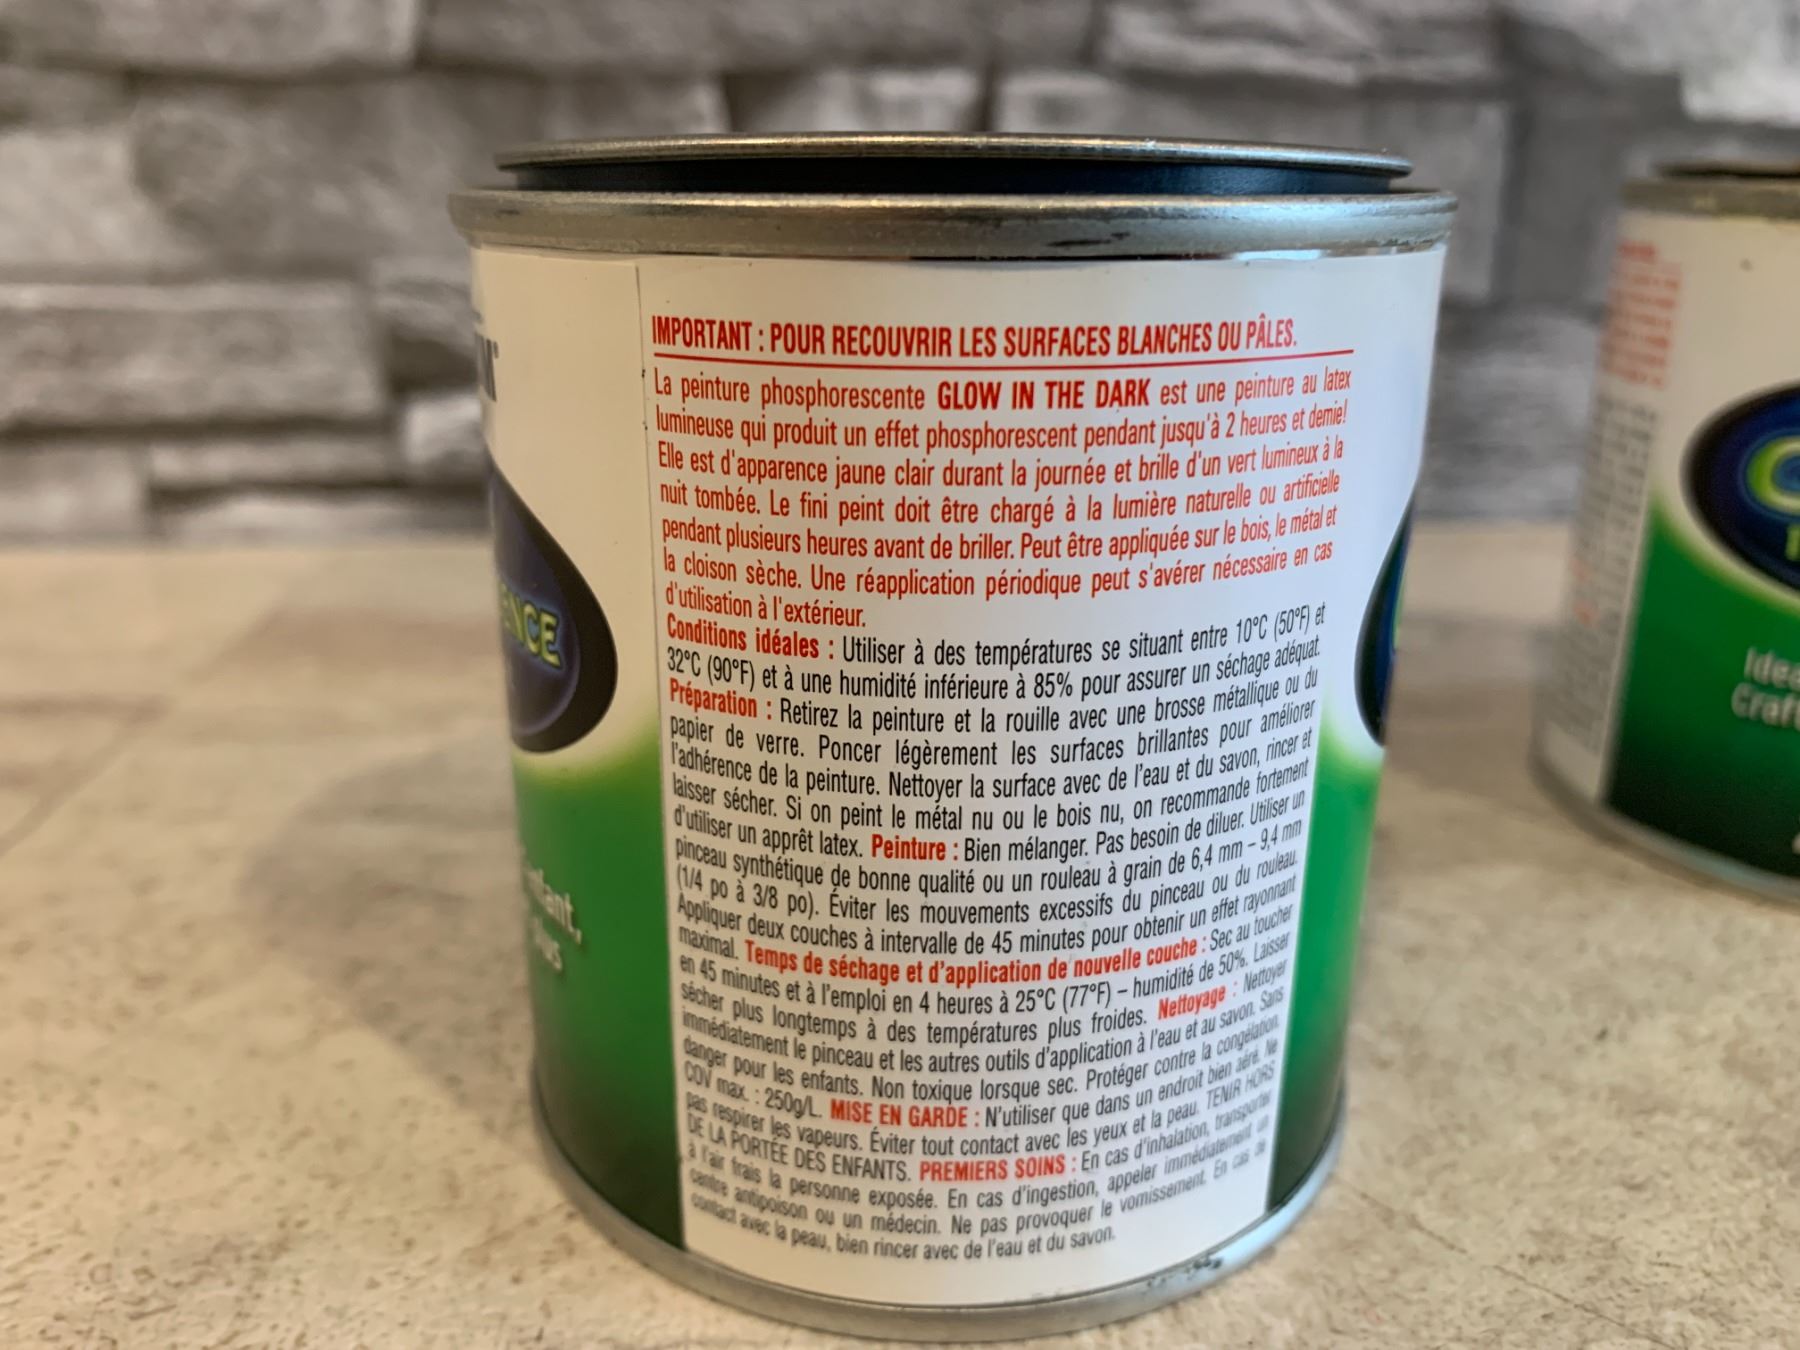 IMPORTANT : POUR RECOUVRIR LES SURFACES BLANCHES OU PÂLES.
La peinture phosphorescente GLOW IN THE DARK est une peinture au latex
lumineuse qui produit un effet phosphorescent pendant jusqu'à 2 heures et demie!
Elle est d'apparence jaune clair durant la journée et brille d'un vert lumineux à la
nuit tombée. Le fini peint doit être chargé à la lumière naturelle ou artificielle
pendant plusieurs heures avant de briller. Peut être appliquée sur le bois, le métal et
la cloison sèche. Une réapplication périodique peut s'avérer nécessaire en cas
d'utilisation à l'extérieur.
Conditions idéales : Utiliser à des températures se situant entre 10°C (50°F) et
32°C (90°F) et à une humidité inférieure à 85% pour assurer un séchage adéquat.
Préparation : Retirez la peinture et la rouille avec une brosse métallique ou du
papier de verre. Poncer légèrement les surfaces brillantes pour améliorer
l'adhérence de la peinture. Nettoyer la surface avec de l'eau et du savon, rincer et
laisser sécher. Si on peint le métal nu ou le bois nu, on recommande fortement
d'utiliser un apprêt latex. Peinture : Bien mélanger. Pas besoin de diluer. Utiliser un
pinceau synthétique de bonne qualité ou un rouleau à grain de 6,4 mm – 9,4 mm
(1/4 po à 3/8 po). Éviter les mouvements excessifs du pinceau ou du rouleau.
Appliquer deux couches à intervalle de 45 minutes pour obtenir un effet rayonnant
maximal. Temps de séchage et d'application de nouvelle couche : Sec au toucher
en 45 minutes et à l'emploi en 4 heures à 25°C (77°F) – humidité de 50%. Laisser
sécher plus longtemps à des températures plus froides. Nettoyage : Nettoyer
immédiatement le pinceau et les autres outils d'application à l'eau et au savon. Sans
danger pour les enfants. Non toxique lorsque sec. Protéger contre la congélation.
COV max. : 250g/L. MISE EN GARDE : N'utiliser que dans un endroit bien aéré. Ne
pas respirer les vapeurs. Éviter tout contact avec les yeux et la peau. TENIR HORS
DE LA PORTÉE DES ENFANTS. PREMIERS SOINS : En cas d'inhalation, transporter
à l'air frais la personne exposée. En cas d'ingestion, appeler immédiatement un
centre antipoison ou un médecin. Ne pas provoquer le vomissement. En cas de
contact avec la peau, bien rincer avec de l'eau et du savon.